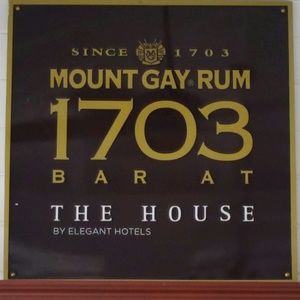 SINCE 1703
MOUNT GAY® RUM
1703
BAR AT
THE HOUSE
BY ELEGANT HOTELS